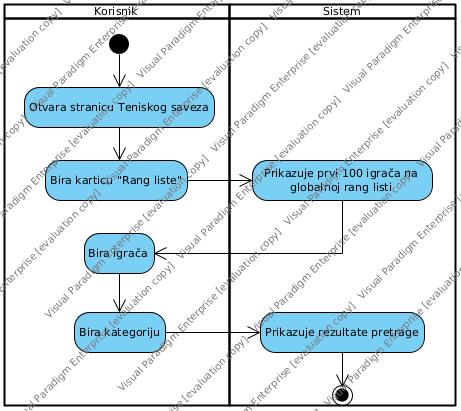 Korisnik
Sistem
Otvara stranicu Teniskog saveza
Bira karticu "Rang liste"
Prikazuje prvi 100 igrača na
globalnoj rang listi
Bira igrača
Bira kategoriju
Prikazuje rezultate pretrage
Visual Paradigm Enterprise [evaluation copy]